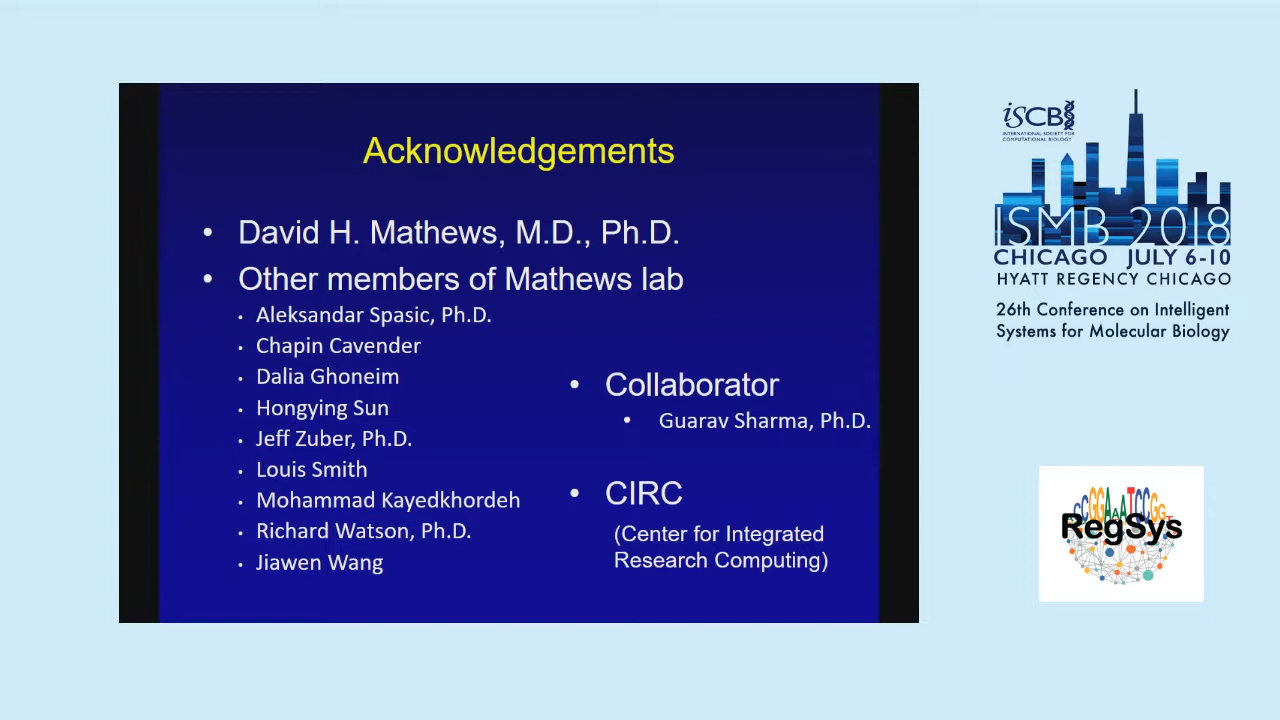 Acknowledgements
• David H. Mathews, M.D., Ph.D.
• Other members of Mathews lab
• Aleksandar Spasic, Ph.D.
• Chapin Cavender
• Dalia Ghoneim
• Hongying Sun
• Jeff Zuber, Ph.D.
• Louis Smith
• Mohammad Kayedkhordeh
• Richard Watson, Ph.D.
• Jiawen Wang
• Collaborator
• Guarav Sharma, Ph.D.
• CIRC
(Center for Integrated
Research Computing)
iSCB
INTERNATIONAL SOCIETY FOR
COMPUTATIONAL BIOLOGY
ISMB 2018
CHICAGO JULY 6-10
HYATT REGENCY CHICAGO
26th Conference on Intelligent
Systems for Molecular Biology
CCGGAAATCCGGT
RegSys